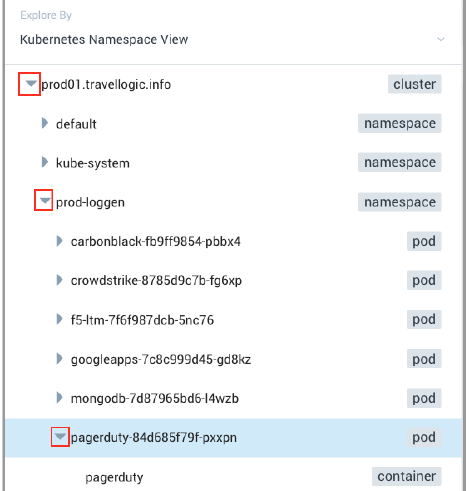 Explore By
Kubernetes Namespace View
prod01.travellogic.info cluster
default namespace
kube-system namespace
prod-loggen namespace
carbonblack-fb9ff9854-pbbx4 pod
crowdstrike-8785d9c7b-fg6xp pod
f5-ltm-7f6f987dcb-5nc76 pod
googleapps-7c8c999d45-gd8kz pod
mongodb-7d87965bd6-l4wzb pod
pagerduty-84d685f79f-pxxpn pod
pagerduty container